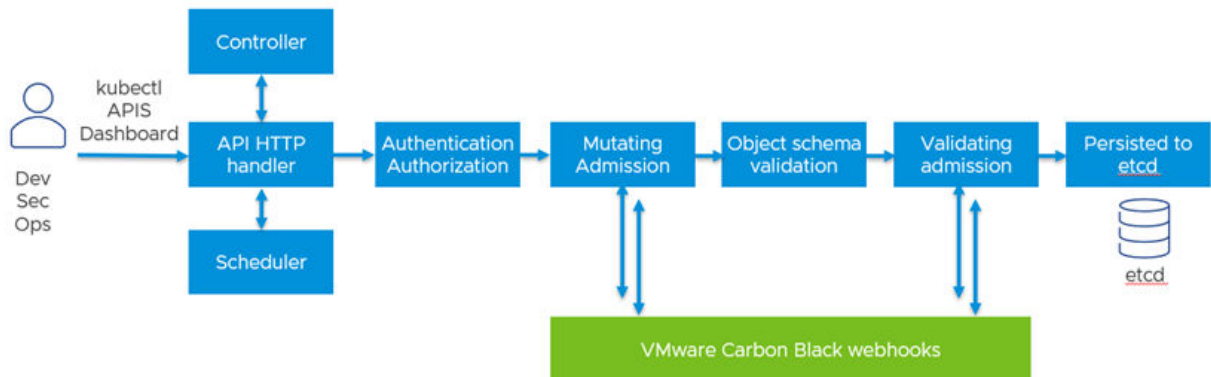 Controller
kubectl
APIS
Dashboard
Dev
Sec
Ops
API HTTP
handler
Scheduler
Authentication
Authorization
Mutating
Admission
Object schema
validation
Validating
admission
Persisted to
etcd
etcd
VMware Carbon Black webhooks